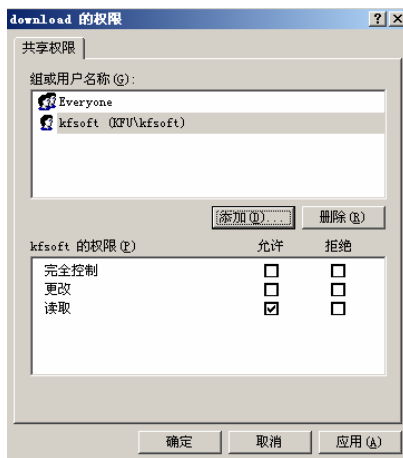 download 的权限
共享权限
组或用户名称(G):
Everyone
kfsoft (KFU\kfsoft)
添加(D)... 删除(R)
kfsoft 的权限(P) 允许 拒绝
完全控制
更改
读取
确定 取消 应用(A)